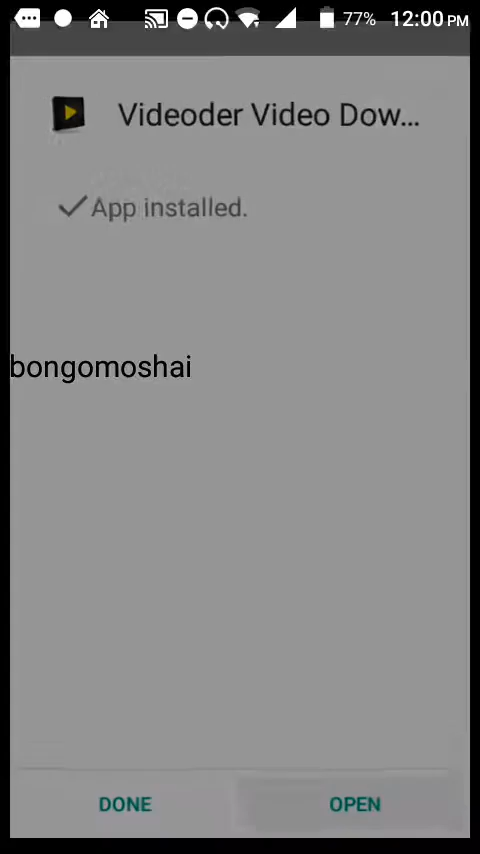 77% 12:00 PM
Videoder Video Dow...
App installed.
bongomoshai
DONE OPEN